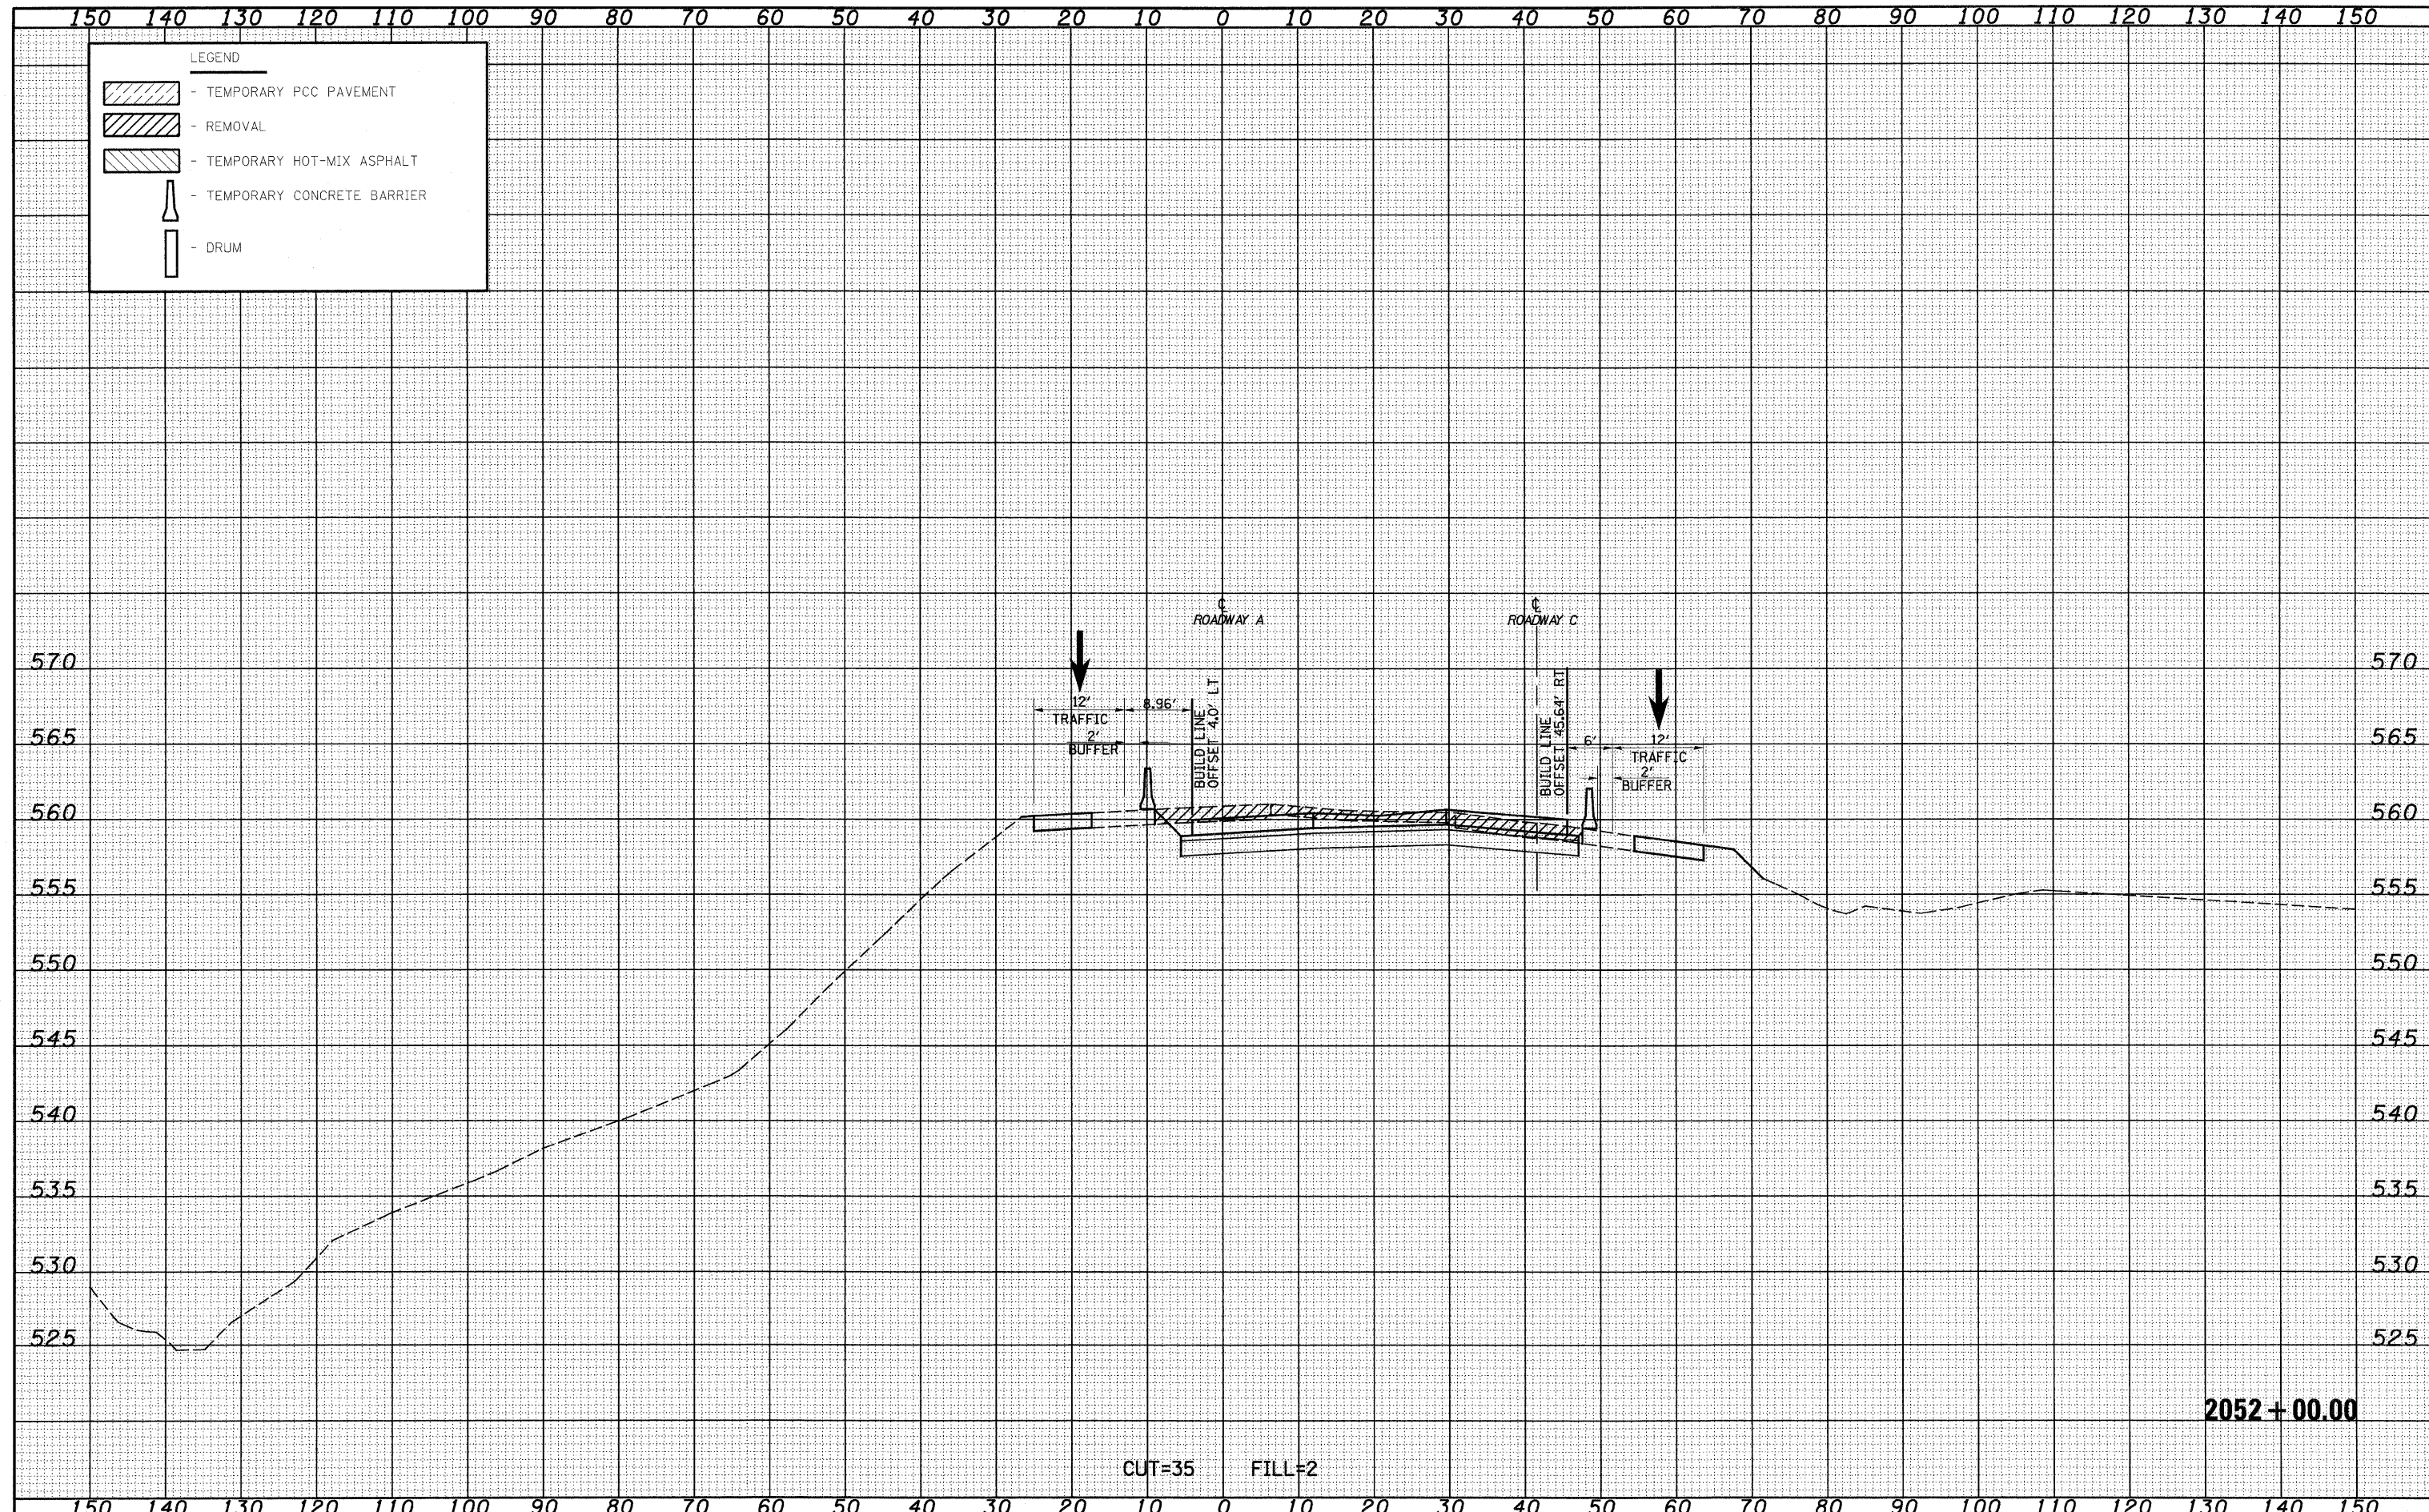 150 140 130 120 110 100 90 80 70 60 50 40 30 20 10 0 10 20 30 40 50 60 70 80 90 100 110 120 130 140 150
LEGEND
- TEMPORARY PCC PAVEMENT
- REMOVAL
- TEMPORARY HOT-MIX ASPHALT
- TEMPORARY CONCRETE BARRIER
- DRUM
℄ ℄
ROADWAY A ROADWAY C
570 570
12' 8.96'
TRAFFIC
2'
BUFFER
BUILD LINE
OFFSET 4.0' LT
BUILD LINE
OFFSET 45.64' RT
6' 12'
TRAFFIC
2'
BUFFER
565 565
560 560
555 555
550 550
545 545
540 540
535 535
530 530
525 525
2052+00.00
CUT=35 FILL=2
150 140 130 120 110 100 90 80 70 60 50 40 30 20 10 0 10 20 30 40 50 60 70 80 90 100 110 120 130 140 150